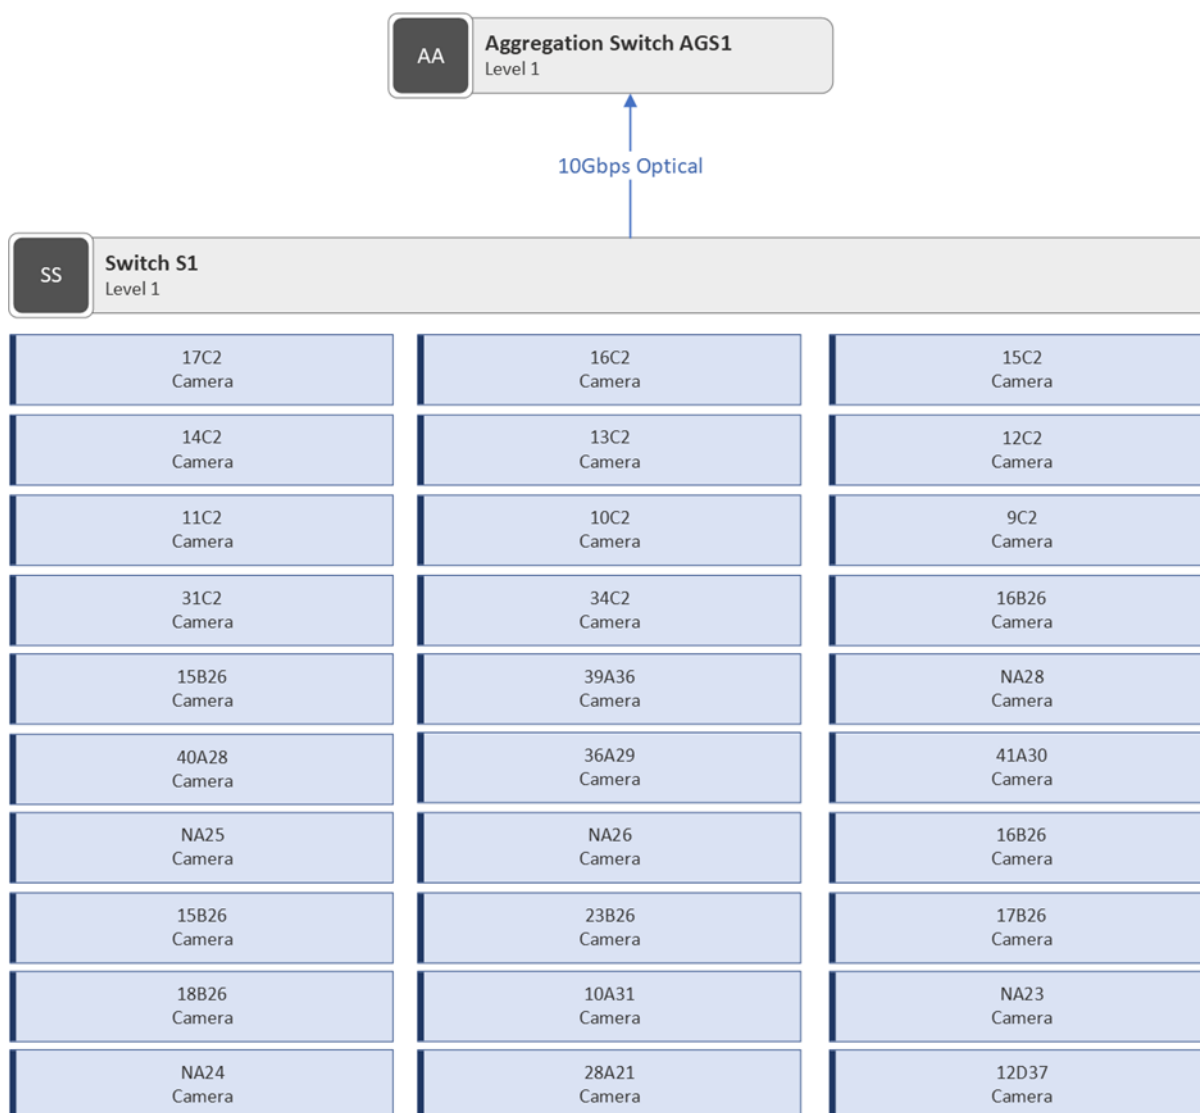 AA
Aggregation Switch AGS1
Level 1
10Gbps Optical
SS
Switch S1
Level 1
17C2
Camera
16C2
Camera
15C2
Camera
14C2
Camera
13C2
Camera
12C2
Camera
11C2
Camera
10C2
Camera
9C2
Camera
31C2
Camera
34C2
Camera
16B26
Camera
15B26
Camera
39A36
Camera
NA28
Camera
40A28
Camera
36A29
Camera
41A30
Camera
NA25
Camera
NA26
Camera
16B26
Camera
15B26
Camera
23B26
Camera
17B26
Camera
18B26
Camera
10A31
Camera
NA23
Camera
NA24
Camera
28A21
Camera
12D37
Camera